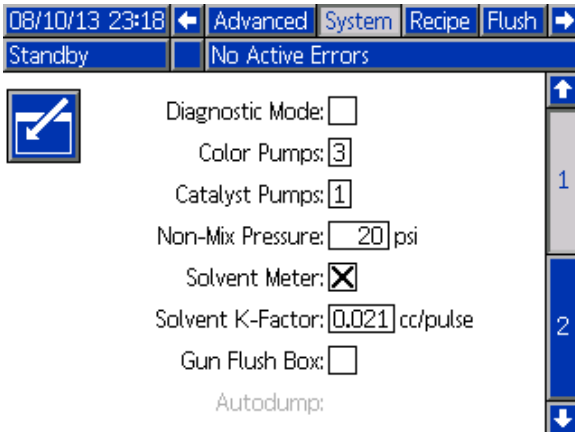 08/10/13 23:18 Advanced System Recipe Flush
Standby No Active Errors
Diagnostic Mode:
Color Pumps: 3
Catalyst Pumps: 1
1
Non-Mix Pressure: 20 psi
Solvent Meter:
Solvent K-Factor: 0.021 cc/pulse
2
Gun Flush Box:
Autodump: